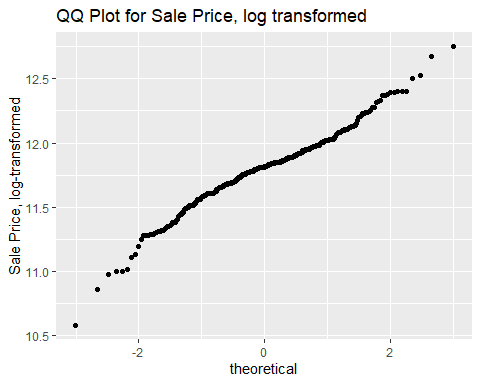 QQ Plot for Sale Price, log transformed
Sale Price, log-transformed
12.5
12.0
11.5
11.0
10.5
-2
0
2
theoretical